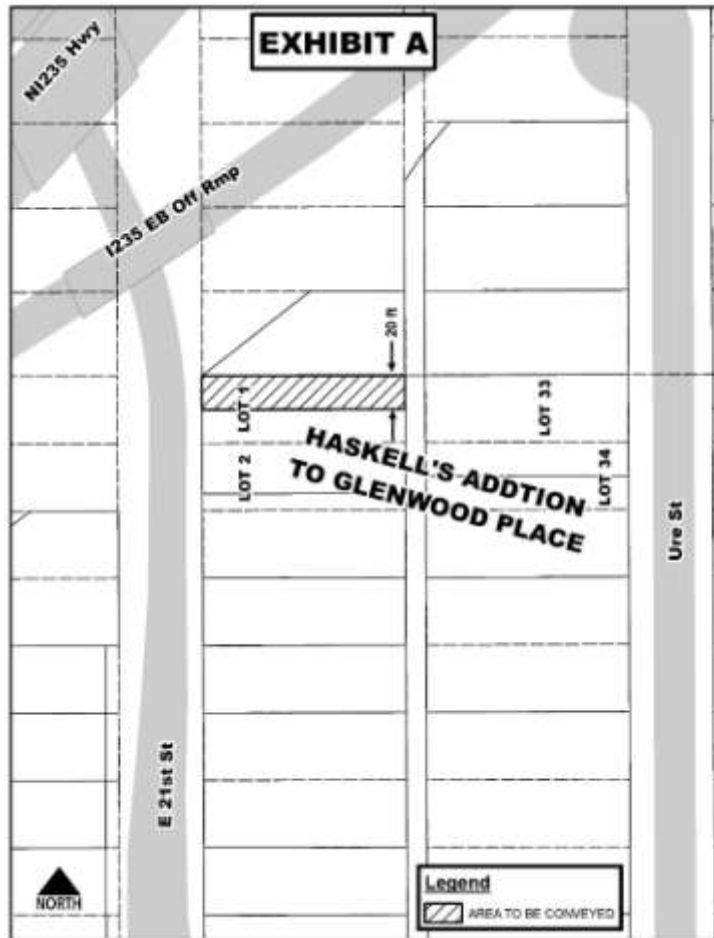 EXHIBIT A
NI235 Hwy
I235 EB Off Rmp
20 ft
LOT 1
LOT 33
LOT 2
LOT 34
HASKELL'S ADDTION
TO GLENWOOD PLACE
Ure St
E 21st St
NORTH
Legend
AREA TO BE CONVEYED